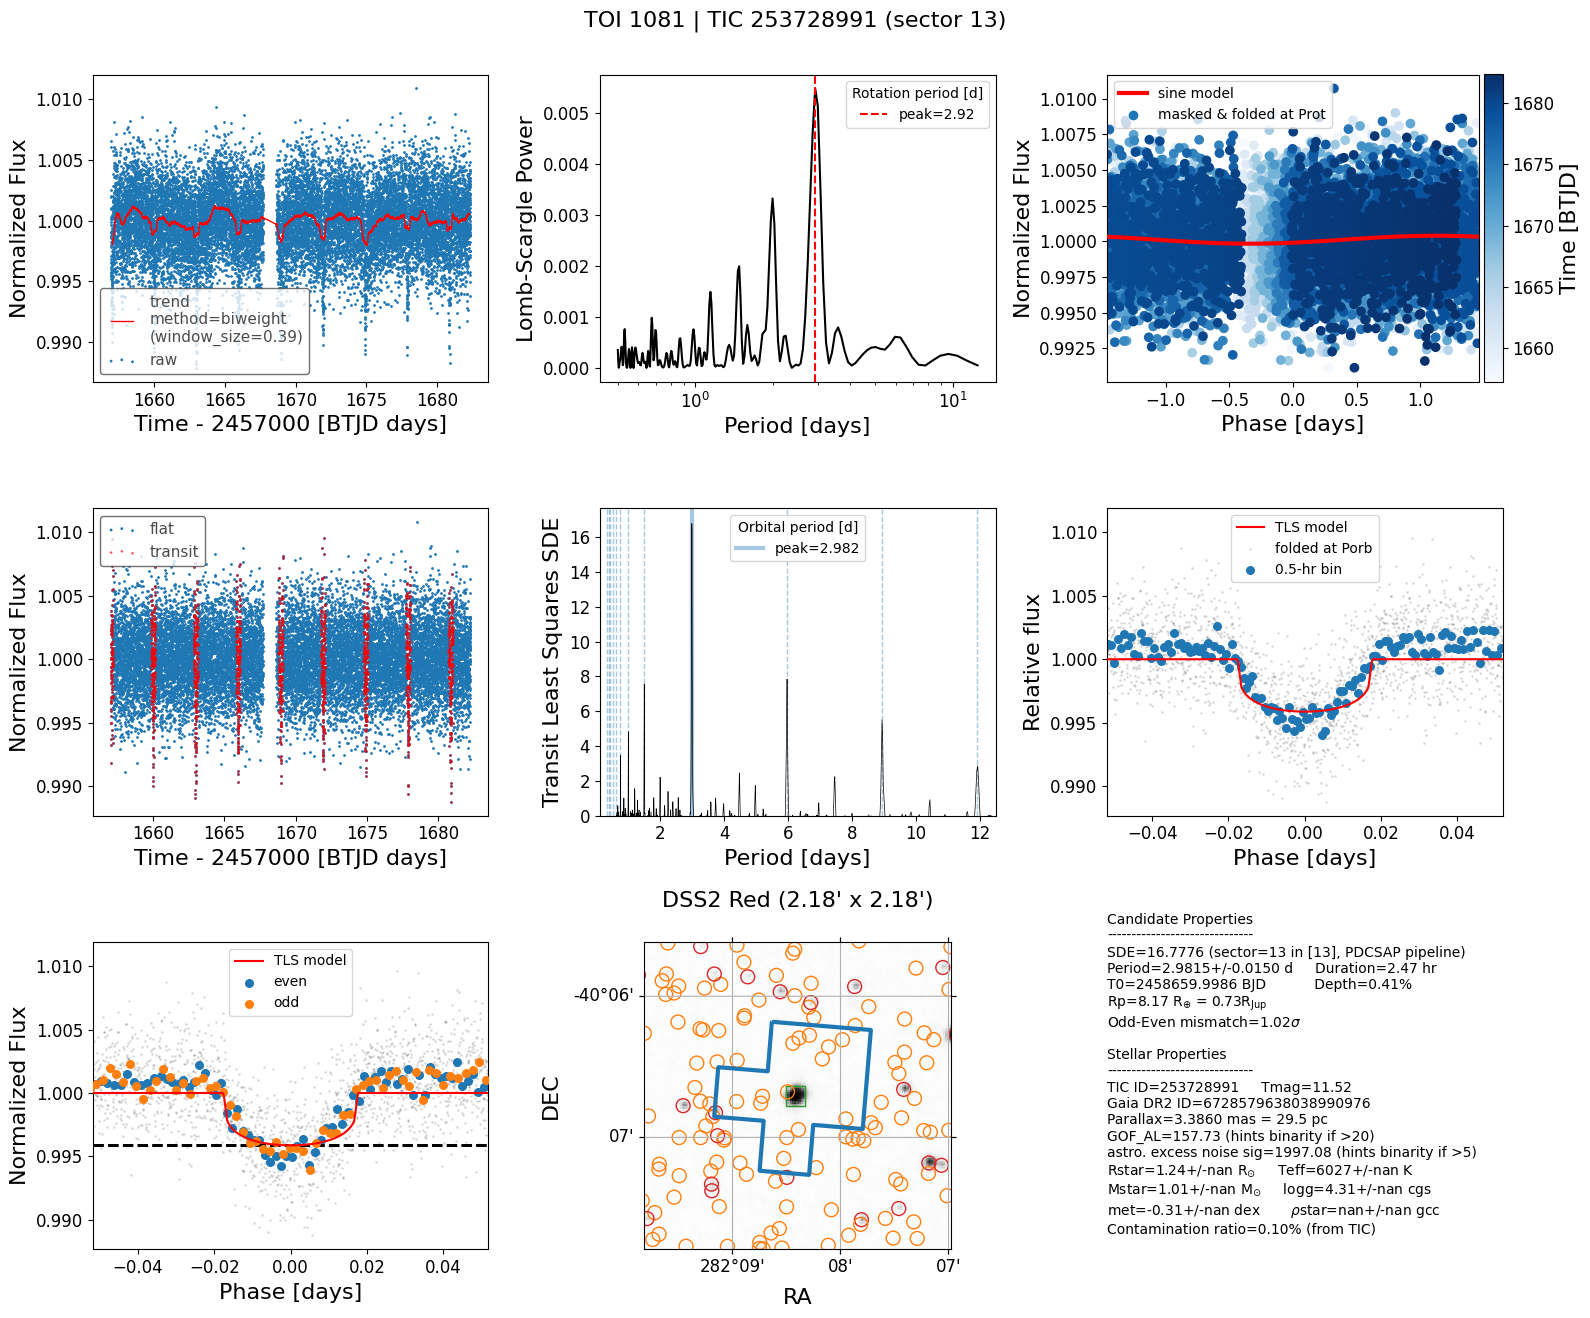 TOI 1081 | TIC 253728991 (sector 13)
Normalized Flux
1.010
1.005
1.000
0.995
0.990
trend
method=biweight
(window_size=0.39)
raw
1660 1665 1670 1675 1680
Time - 2457000 [BTJD days]
Lomb-Scargle Power
0.005
0.004
0.003
0.002
0.001
0.000
Rotation period [d]
peak=2.92
10^0 10^1
Period [days]
Normalized Flux
1.0100
1.0075
1.0050
1.0025
1.0000
0.9975
0.9950
0.9925
sine model
masked & folded at Prot
−1.0 −0.5 0.0 0.5 1.0
Phase [days]
1680
1675
1670
1665
1660
Time [BTJD]
Normalized Flux
1.010
1.005
1.000
0.995
0.990
flat
transit
1660 1665 1670 1675 1680
Time - 2457000 [BTJD days]
Transit Least Squares SDE
16
14
12
10
8
6
4
2
0
Orbital period [d]
peak=2.982
2 4 6 8 10 12
Period [days]
Relative flux
1.010
1.005
1.000
0.995
0.990
TLS model
folded at Porb
0.5-hr bin
−0.04 −0.02 0.00 0.02 0.04
Phase [days]
Normalized Flux
1.010
1.005
1.000
0.995
0.990
TLS model
even
odd
−0.04 −0.02 0.00 0.02 0.04
Phase [days]
DSS2 Red (2.18' x 2.18')
DEC
-40°06'
07'
282°09' 08' 07'
RA
Candidate Properties
------------------------------
SDE=16.7776 (sector=13 in [13], PDCSAP pipeline)
Period=2.9815+/-0.0150 d Duration=2.47 hr
T0=2458659.9986 BJD Depth=0.41%
Rp=8.17 R⊕ = 0.73RJup
Odd-Even mismatch=1.02σ
Stellar Properties
------------------------------
TIC ID=253728991 Tmag=11.52
Gaia DR2 ID=6728579638038990976
Parallax=3.3860 mas = 29.5 pc
GOF_AL=157.73 (hints binarity if >20)
astro. excess noise sig=1997.08 (hints binarity if >5)
Rstar=1.24+/-nan R⊙ Teff=6027+/-nan K
Mstar=1.01+/-nan M⊙ logg=4.31+/-nan cgs
met=-0.31+/-nan dex ρstar=nan+/-nan gcc
Contamination ratio=0.10% (from TIC)